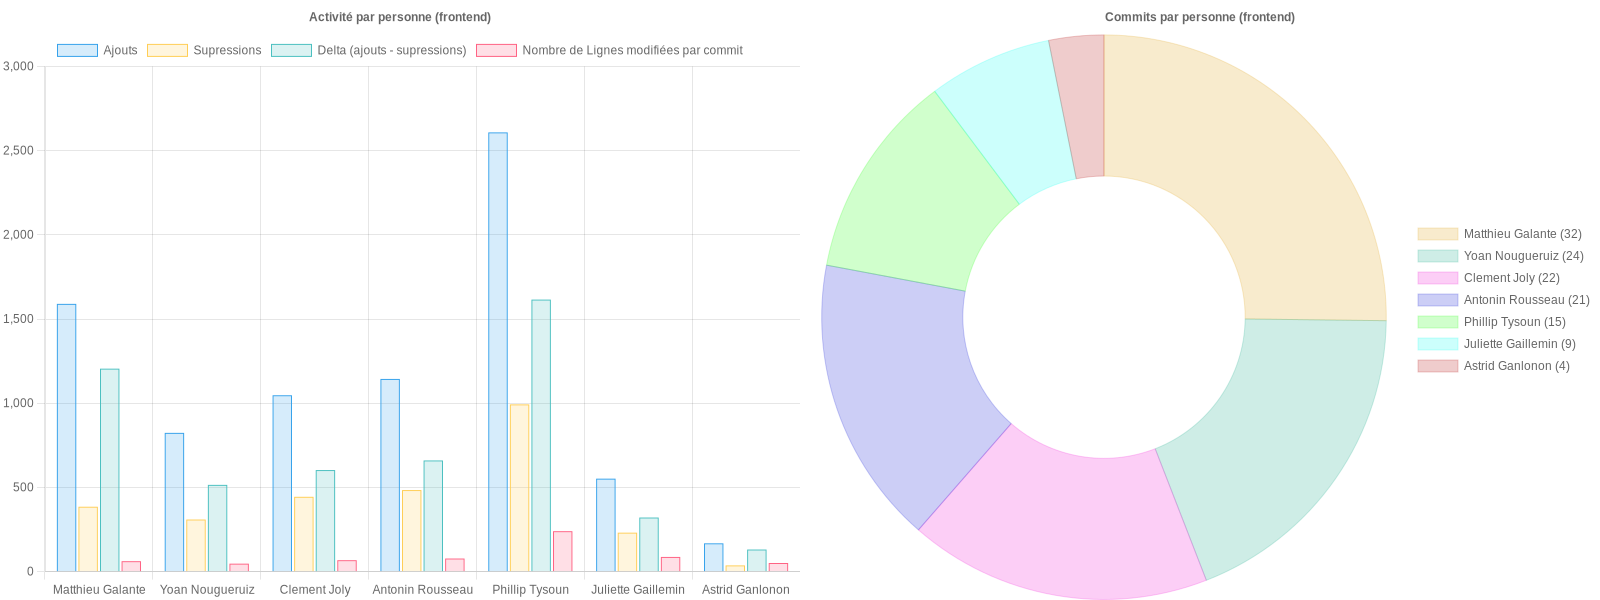 Activité par personne (frontend)
Ajouts Supressions Delta (ajouts - supressions) Nombre de Lignes modifiées par commit
3,000
2,500
2,000
1,500
1,000
500
0
Matthieu Galante Yoan Nougueruiz Clement Joly Antonin Rousseau Phillip Tysoun Juliette Gaillemin Astrid Ganlonon
Commits par personne (frontend)
Matthieu Galante (32)
Yoan Nougueruiz (24)
Clement Joly (22)
Antonin Rousseau (21)
Phillip Tysoun (15)
Juliette Gaillemin (9)
Astrid Ganlonon (4)